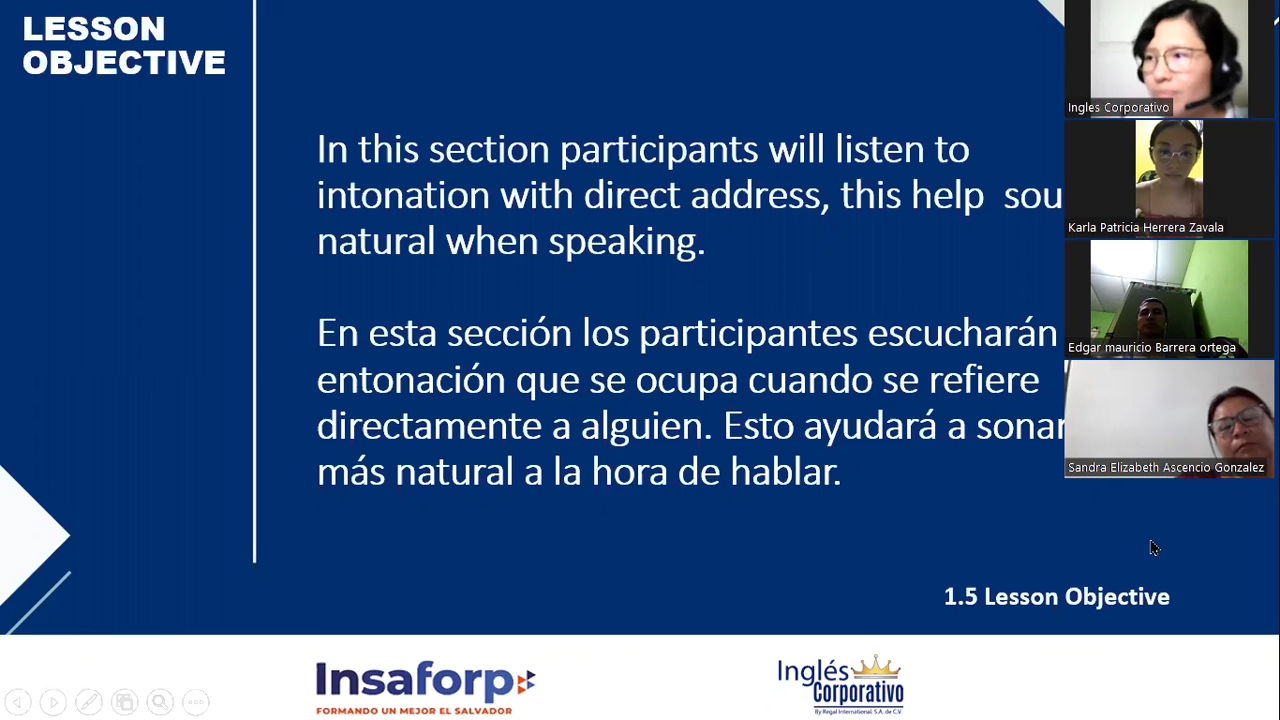 LESSON
OBJECTIVE
In this section participants will listen to
intonation with direct address, this help sou
natural when speaking.
En esta sección los participantes escucharán
entonación que se ocupa cuando se refiere
directamente a alguien. Esto ayudará a sonar
más natural a la hora de hablar.
1.5 Lesson Objective
Ingles Corporativo
Karla Patricia Herrera Zavala
Edgar mauricio Barrera ortega
Sandra Elizabeth Ascencio Gonzalez
Insaforp
FORMANDO UN MEJOR EL SALVADOR
Inglés
Corporativo
By Regal International, S.A. de C.V.